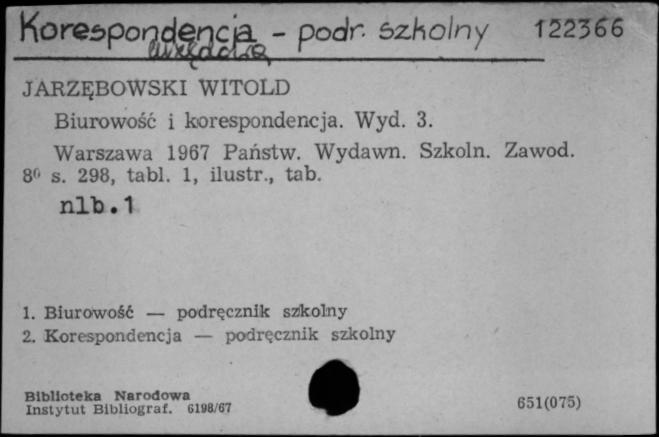 Korespondencja - podr. szkolny 122366
urzędowa
JARZĘBOWSKI WITOLD
Biurowość i korespondencja. Wyd. 3.
Warszawa 1967 Państw. Wydawn. Szkoln. Zawod.
8⁰ s. 298, tabl. 1, ilustr., tab.
nlb.1
1. Biurowość — podręcznik szkolny
2. Korespondencja — podręcznik szkolny
Biblioteka Narodowa
Instytut Bibliograf. 6198/67
651(075)